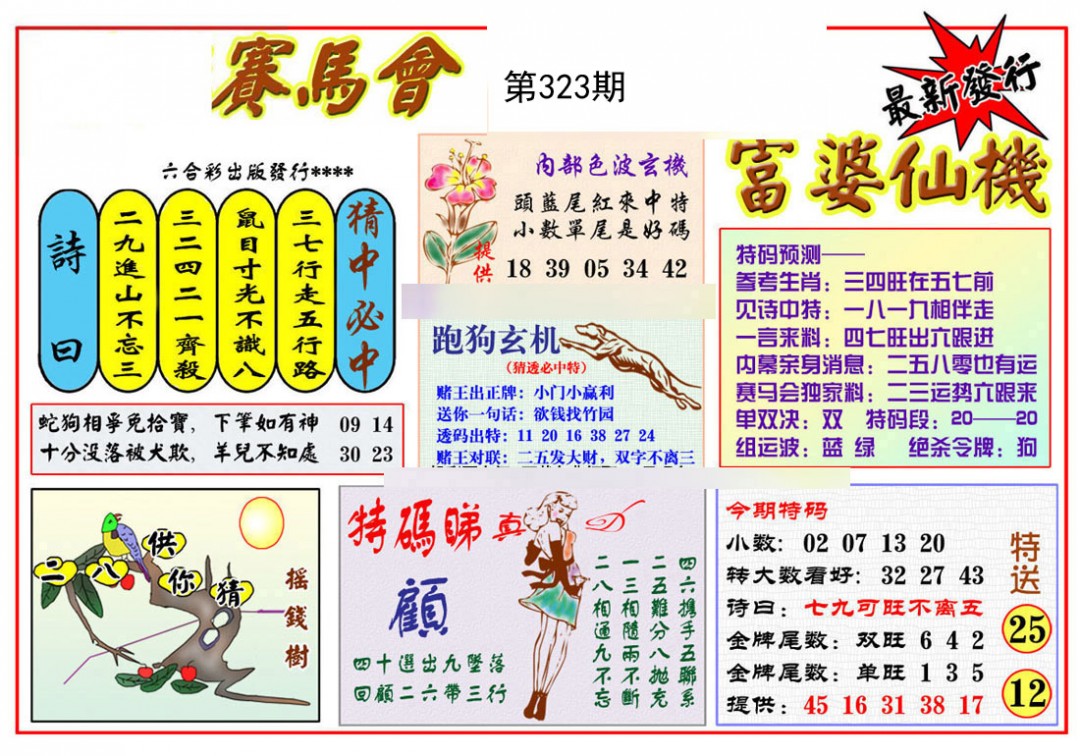 賽馬會
第323期
最新發行
富婆仙機
六合彩出版發行****
詩曰
二九進山不忘三
三二四二一齊殺
鼠目寸光不識八
三七行走五行路
猜中必中
蛇狗相爭兔拾寶，下筆如有神 09 14
十分没落被犬欺，羊兒不知處 30 23
內部色波玄機
頭藍尾紅來中特
小數單尾是好碼
提供
18 39 05 34 42
跑狗玄机
（猜透必中特）
赌王出正牌：小门小赢利
送你一句话：欲钱找竹园
透码出特：11 20 16 38 27 24
赌王对联：二五发大财，双字不离三
特码预测——
参考生肖：三四旺在五七前
见诗中特：一八一九相伴走
一言来料：四七旺出六跟进
内幕亲身消息：二五八零也有运
赛马会独家料：二三运势六跟来
单双决：双 特码段：20——20
组运波：蓝 绿 绝杀令牌：狗
二八供你猜
摇錢樹
特碼睇真D
顧
四十選出九墜落
回顧二六帶三行
二八相通九不忘
一三相隨兩不斷
二五難分八拋充
四六携手五聯系
今期特码
小数：02 07 13 20
转大数看好：32 27 43
诗曰：七九可旺不离五
金牌尾数：双旺 6 4 2
金牌尾数：单旺 1 3 5
提供：45 16 31 38 17
特送
25
12